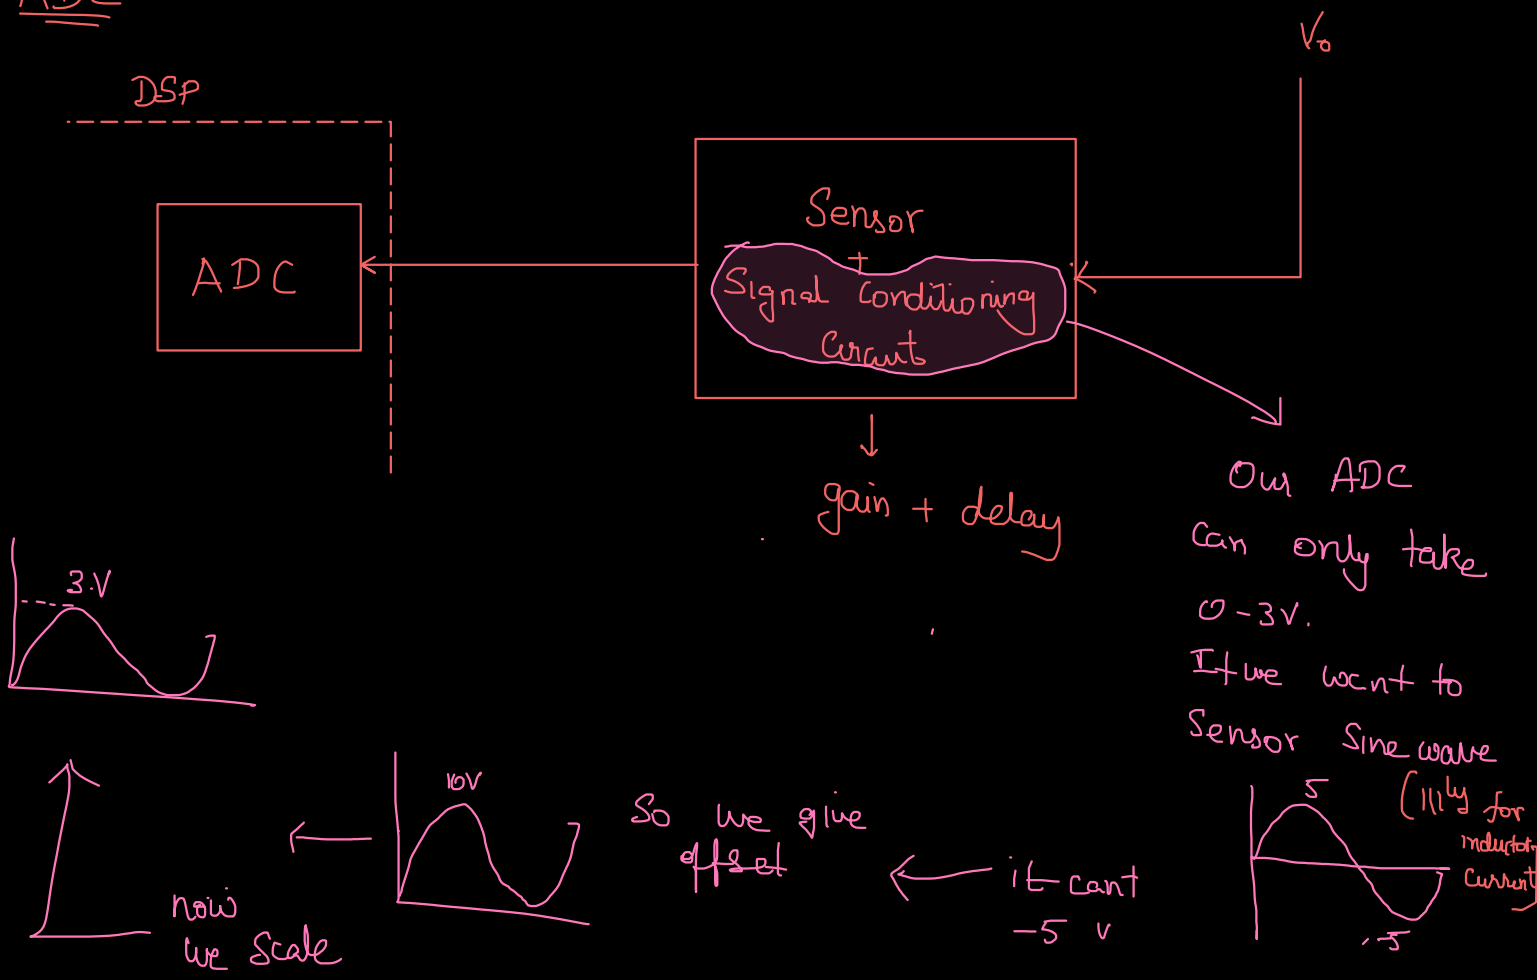 ADC
DSP
V₀
ADC
Sensor
+
Signal Conditioning
Circuit
gain + delay
Our ADC
Can only take
0-3V.
If we want to
Sensor Sine wave
(lllly for
inductor
current)
5
-5
it cant
-5 V
So we give
offset
10V
now
we scale
3.V